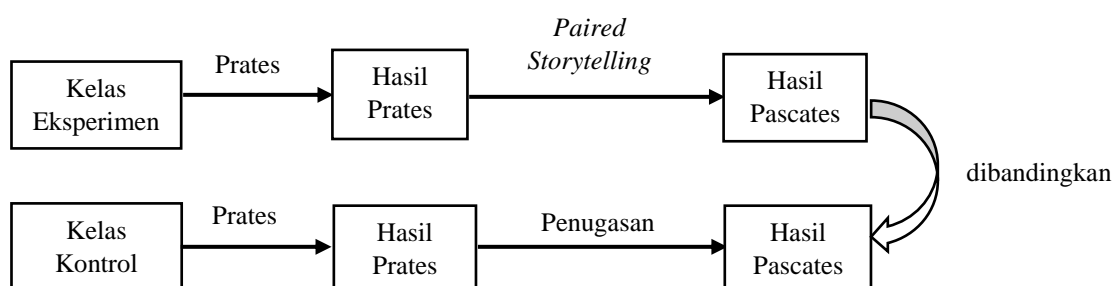 Paired
Storytelling
Prates
Kelas
Eksperimen
Hasil
Prates
Hasil
Pascates
dibandingkan
Kelas
Kontrol
Prates
Hasil
Prates
Penugasan
Hasil
Pascates